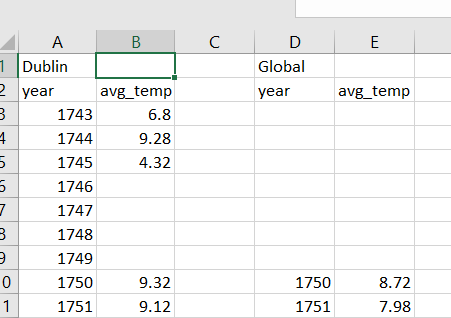 A B C D E
1 Dublin Global
2 year avg_temp year avg_temp
3 1743 6.8
4 1744 9.28
5 1745 4.32
6 1746
7 1747
8 1748
9 1749
0 1750 9.32 1750 8.72
1 1751 9.12 1751 7.98